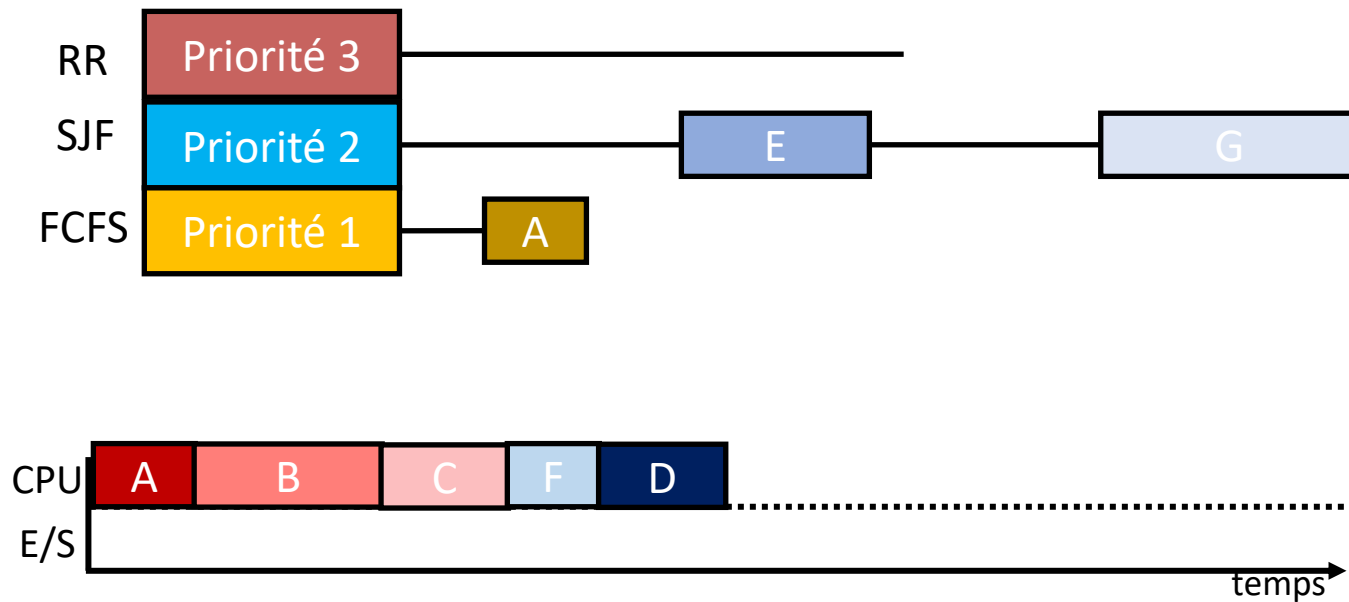 RR Priorité 3
SJF Priorité 2 E G
FCFS Priorité 1 A
CPU A B C F D
E/S
temps